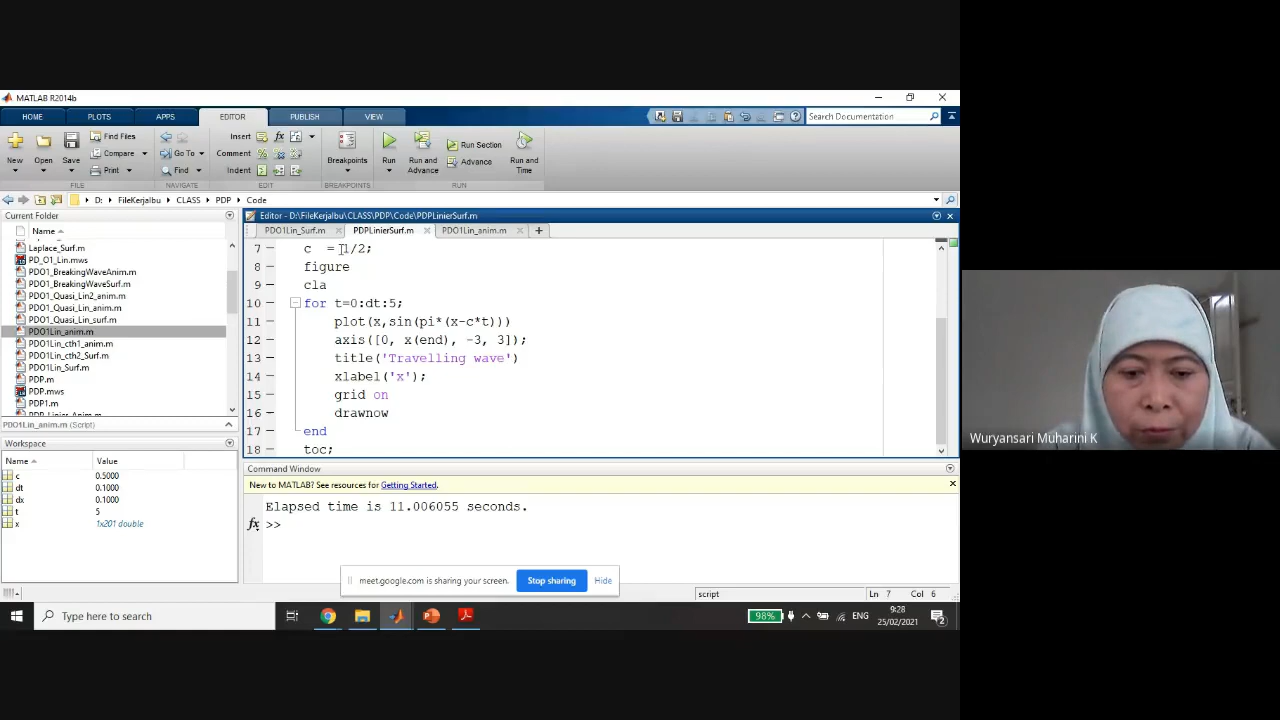 MATLAB R2014b
HOME PLOTS APPS EDITOR PUBLISH VIEW Search Documentation
New Open Save Find Files Compare Print Go To Find Insert Comment Indent Breakpoints Run Run and Advance Run Section Advance Run and Time
FILE NAVIGATE EDIT BREAKPOINTS RUN
D: FileKerjaIbu CLASS PDP Code
Current Folder
Name
Laplace_Surf.m
PD_O1_Lin.mws
PDO1_BreakingWaveAnim.m
PDO1_BreakingWaveSurf.m
PDO1_Quasi_Lin2_anim.m
PDO1_Quasi_Lin_anim.m
PDO1_Quasi_Lin_surf.m
PDO1Lin_anim.m
PDO1Lin_cth1_anim.m
PDO1Lin_cth2_Surf.m
PDO1Lin_Surf.m
PDP.m
PDP.mws
PDP1.m
PDP_Linier_Anim.m
PDO1Lin_anim.m (Script)
Workspace
Name Value
c 0.5000
dt 0.1000
dx 0.1000
t 5
x 1x201 double
Editor - D:\FileKerjaIbu\CLASS\PDP\Code\PDPLinierSurf.m
PDO1Lin_Surf.m PDPLinierSurf.m PDO1Lin_anim.m
7 c = 1/2;
8 figure
9 cla
10 for t=0:dt:5;
11 plot(x,sin(pi*(x-c*t)))
12 axis([0, x(end), -3, 3]);
13 title('Travelling wave')
14 xlabel('x');
15 grid on
16 drawnow
17 end
18 toc;
Command Window
New to MATLAB? See resources for Getting Started.
Elapsed time is 11.006055 seconds.
fx >>
meet.google.com is sharing your screen. Stop sharing Hide
script Ln 7 Col 6
Type here to search
98% ENG 9:28 25/02/2021 2
Wuryansari Muharini K